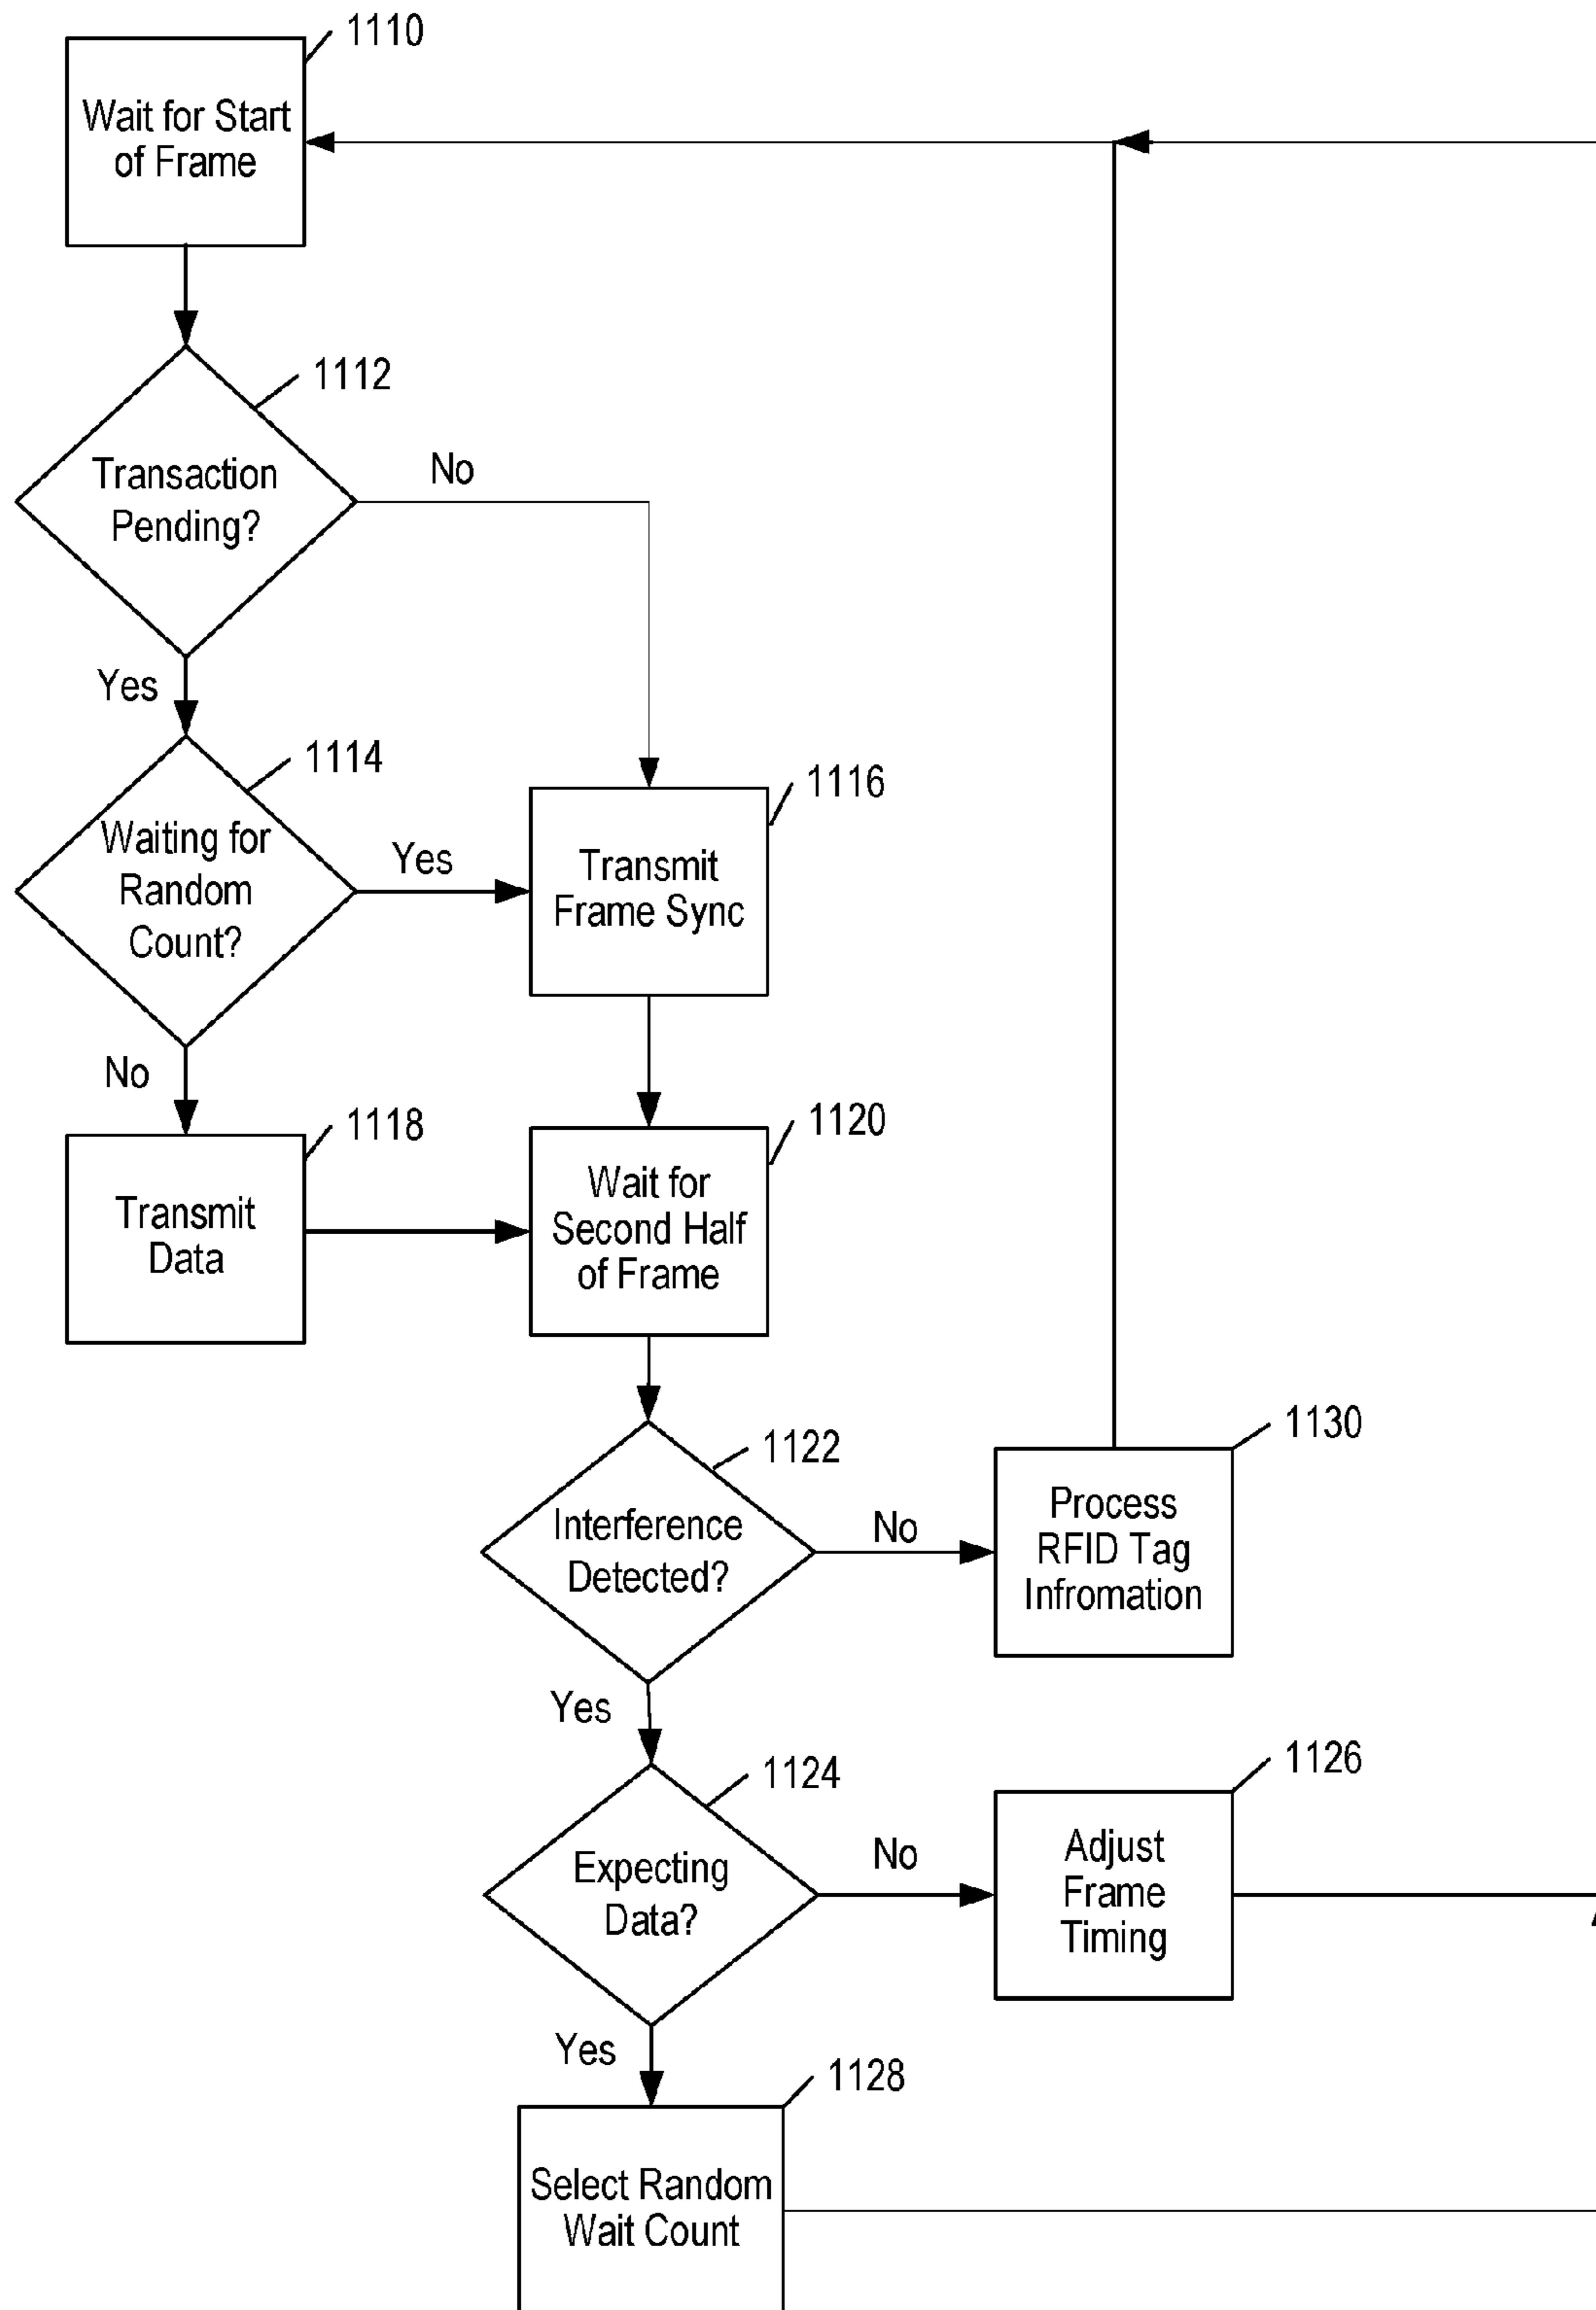 1110
Wait for Start
of Frame
1112
Transaction
Pending?
No
Yes
1114
Waiting for
Random
Count?
Yes
1116
Transmit
Frame Sync
No
1118
Transmit
Data
1120
Wait for
Second Half
of Frame
1122
Interference
Detected?
No
1130
Process
RFID Tag
Infromation
Yes
1124
Expecting
Data?
No
1126
Adjust
Frame
Timing
Yes
1128
Select Random
Wait Count